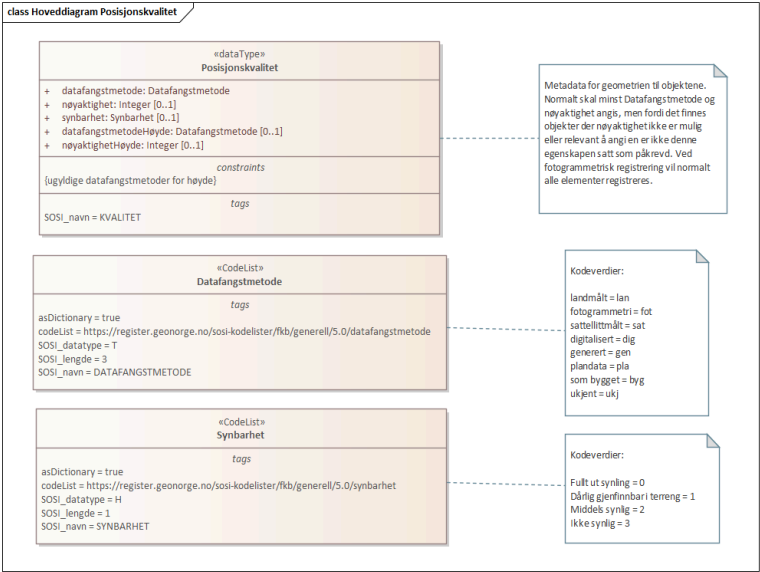 class Hoveddiagram Posisjonskvalitet
«dataType»
Posisjonskvalitet
+ datafangstmetode: Datafangstmetode
+ nøyaktighet: Integer [0..1]
+ synbarhet: Synbarhet [0..1]
+ datafangstmetodeHøyde: Datafangstmetode [0..1]
+ nøyaktighetHøyde: Integer [0..1]
constraints
{ugyldige datafangstmetoder for høyde}
tags
SOSI_navn = KVALITET
Metadata for geometrien til objektene.
Normalt skal minst Datafangstmetode og
nøyaktighet angis, men fordi det finnes
objekter der nøyaktighet ikke er mulig
eller relevant å angi en er ikke denne
egenskapen satt som påkrevd. Ved
fotogrammetrisk registrering vil normalt
alle elementer registreres.
«CodeList»
Datafangstmetode
tags
asDictionary = true
codeList = https://register.geonorge.no/sosi-kodelister/fkb/generell/5.0/datafangstmetode
SOSI_datatype = T
SOSI_lengde = 3
SOSI_navn = DATAFANGSTMETODE
Kodeverdier:
landmålt = lan
fotogrammetri = fot
sattellittmålt = sat
digitalisert = dig
generert = gen
plandata = pla
som bygget = byg
ukjent = ukj
«CodeList»
Synbarhet
tags
asDictionary = true
codeList = https://register.geonorge.no/sosi-kodelister/fkb/generell/5.0/synbarhet
SOSI_datatype = H
SOSI_lengde = 1
SOSI_navn = SYNBARHET
Kodeverdier:
Fullt ut synling = 0
Dårlig gjenfinnbar i terreng = 1
Middels synlig = 2
Ikke synlig = 3